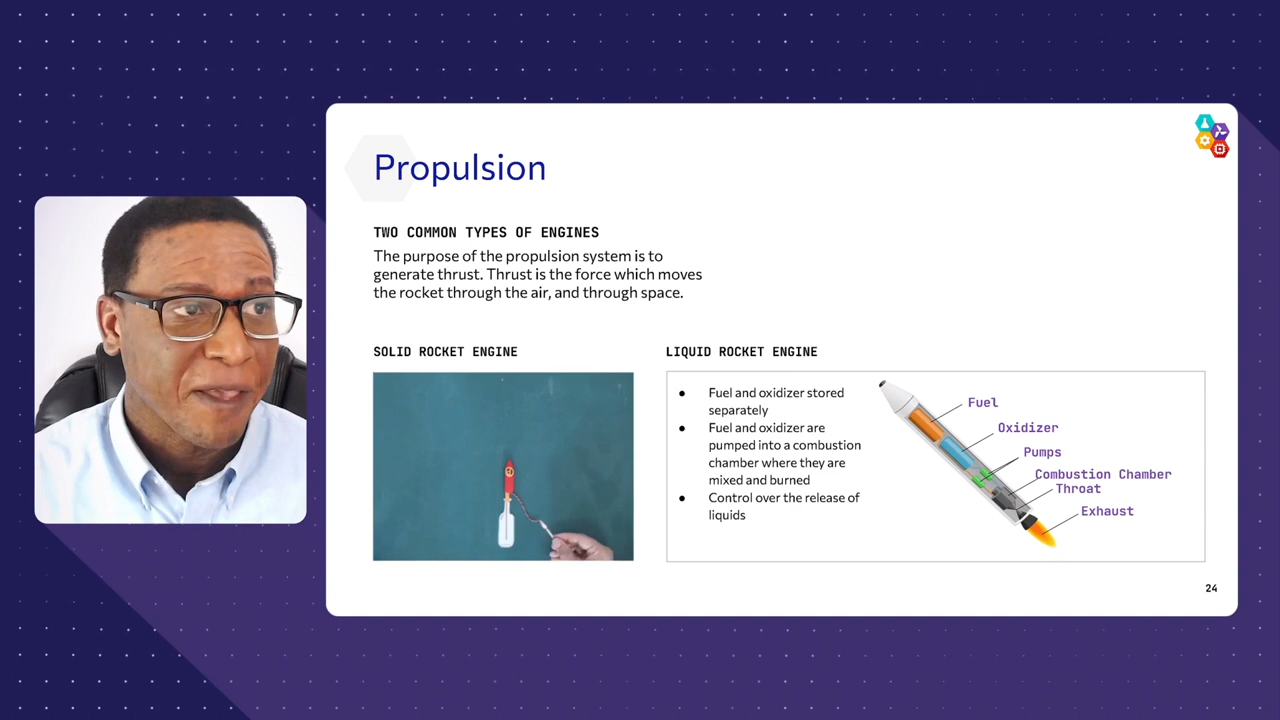 Propulsion
TWO COMMON TYPES OF ENGINES
The purpose of the propulsion system is to
generate thrust. Thrust is the force which moves
the rocket through the air, and through space.
SOLID ROCKET ENGINE
LIQUID ROCKET ENGINE
● Fuel and oxidizer stored
separately
● Fuel and oxidizer are
pumped into a combustion
chamber where they are
mixed and burned
● Control over the release of
liquids
Fuel
Oxidizer
Pumps
Combustion Chamber
Throat
Exhaust
24